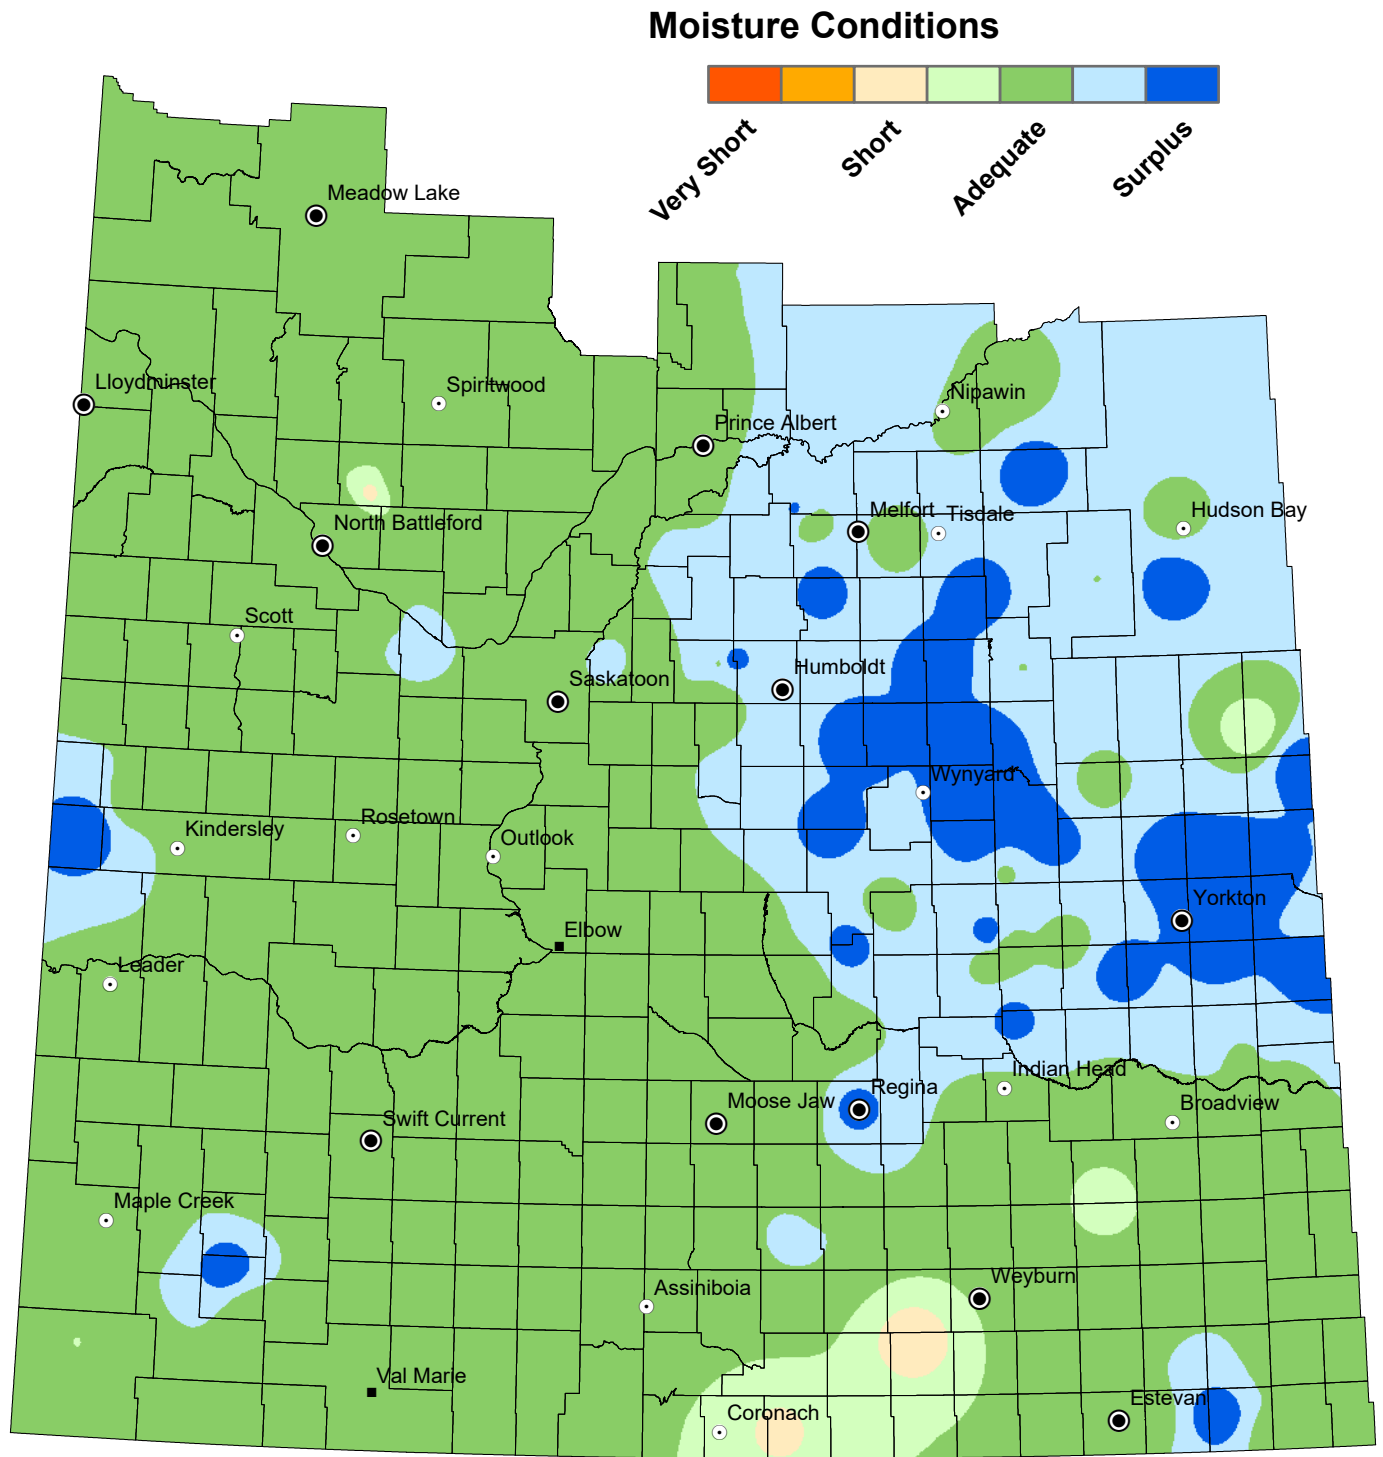 Moisture Conditions
Very Short
Short
Adequate
Surplus
Meadow Lake
Lloydminster
Spiritwood
Nipawin
Prince Albert
North Battleford
Melfort
Tisdale
Hudson Bay
Scott
Saskatoon
Humboldt
Wynyard
Kindersley
Rosetown
Outlook
Yorkton
Elbow
Leader
Indian Head
Regina
Moose Jaw
Broadview
Swift Current
Maple Creek
Assiniboia
Weyburn
Val Marie
Coronach
Estevan